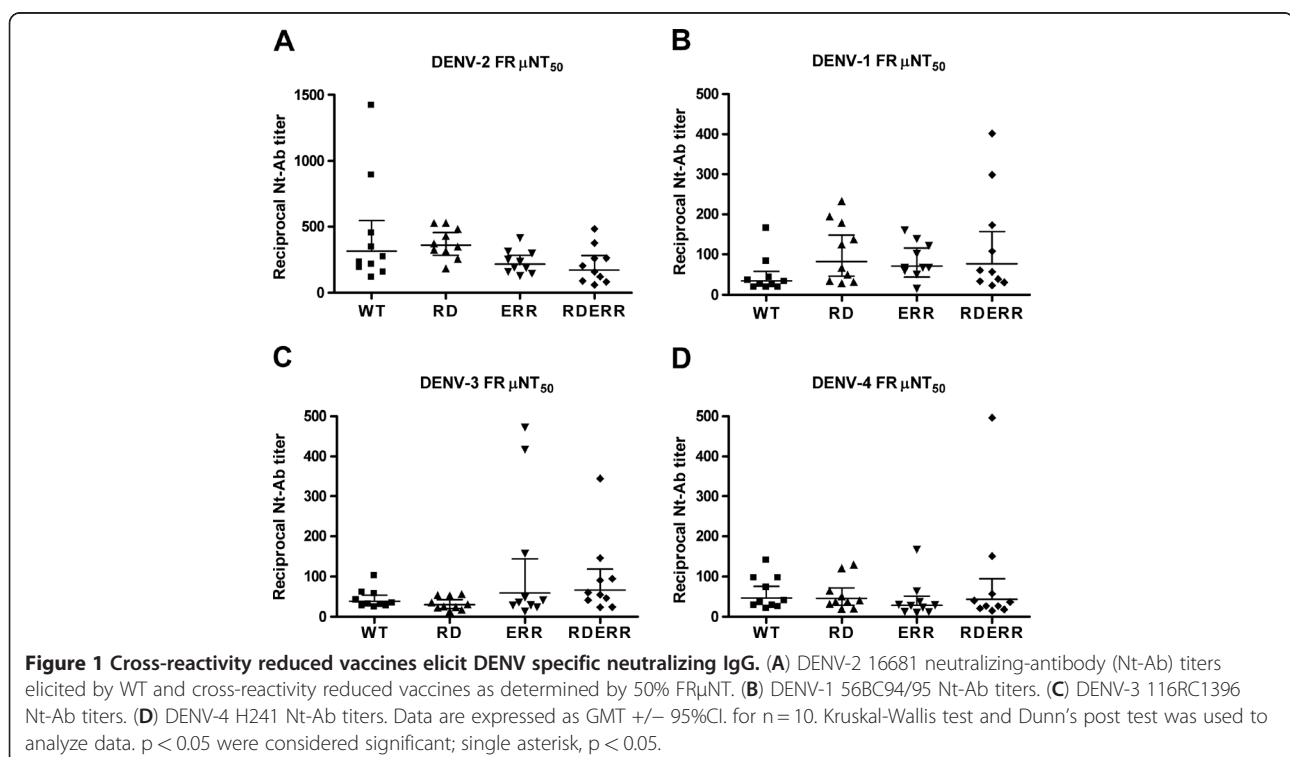 A
DENV-2 FR μNT50
Reciprocal Nt-Ab titer
1500
1000
500
0
WT RD ERR RDERR
B
DENV-1 FR μNT50
Reciprocal Nt-Ab titer
500
400
300
200
100
0
WT RD ERR RDERR
C
DENV-3 FR μNT50
Reciprocal Nt-Ab titer
500
400
300
200
100
0
WT RD ERR RDERR
D
DENV-4 FR μNT50
Reciprocal Nt-Ab titer
500
400
300
200
100
0
WT RD ERR RDERR
Figure 1 Cross-reactivity reduced vaccines elicit DENV specific neutralizing IgG. (A) DENV-2 16681 neutralizing-antibody (Nt-Ab) titers
elicited by WT and cross-reactivity reduced vaccines as determined by 50% FRμNT. (B) DENV-1 56BC94/95 Nt-Ab titers. (C) DENV-3 116RC1396
Nt-Ab titers. (D) DENV-4 H241 Nt-Ab titers. Data are expressed as GMT +/− 95%CI. for n = 10. Kruskal-Wallis test and Dunn's post test was used to
analyze data. p < 0.05 were considered significant; single asterisk, p < 0.05.